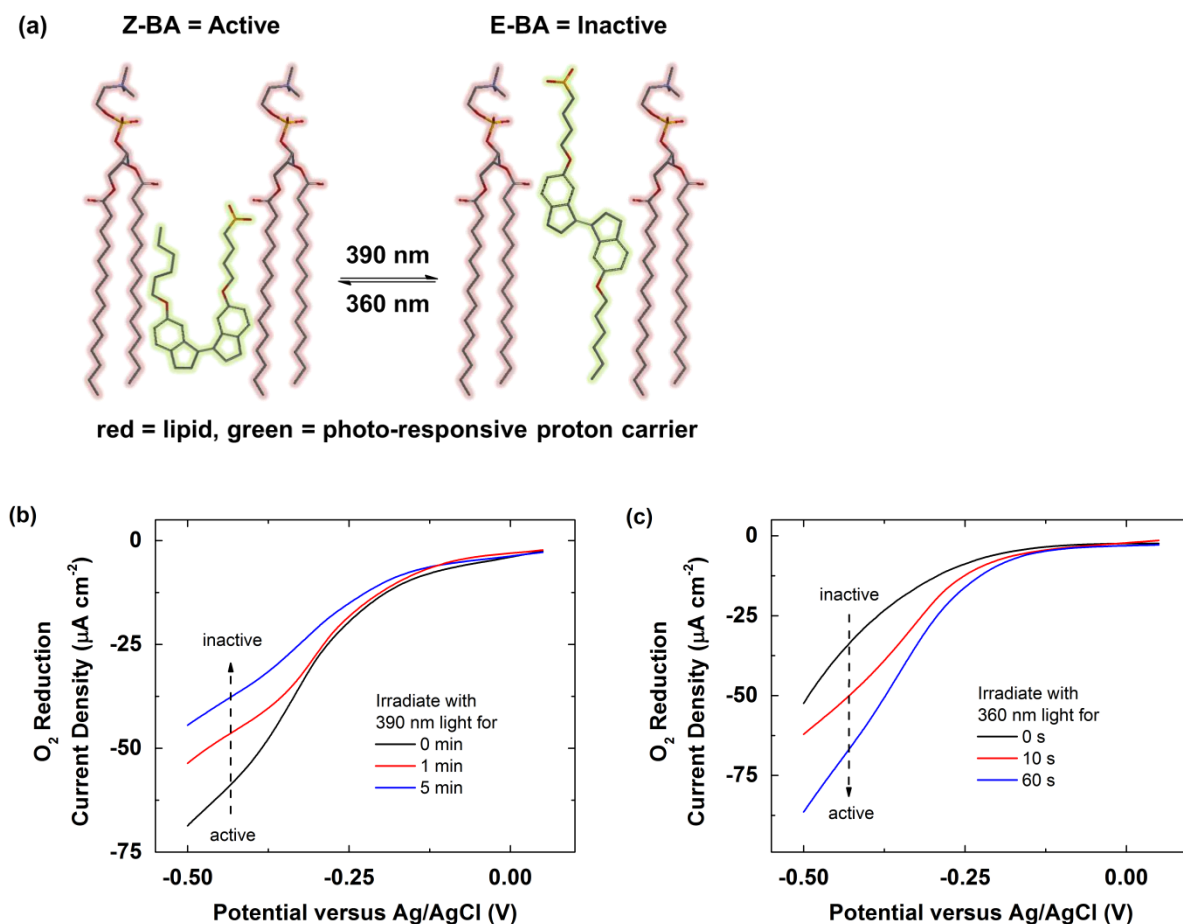 (a)
Z-BA = Active
E-BA = Inactive
390 nm
360 nm
red = lipid, green = photo-responsive proton carrier
(b)
O2 Reduction
Current Density (μA cm-2)
0
-25
-50
-75
inactive
active
Irradiate with
390 nm light for
0 min
1 min
5 min
-0.50
-0.25
0.00
Potential versus Ag/AgCl (V)
(c)
O2 Reduction
Current Density (μA cm-2)
0
-25
-50
-75
inactive
active
Irradiate with
360 nm light for
0 s
10 s
60 s
-0.50
-0.25
0.00
Potential versus Ag/AgCl (V)